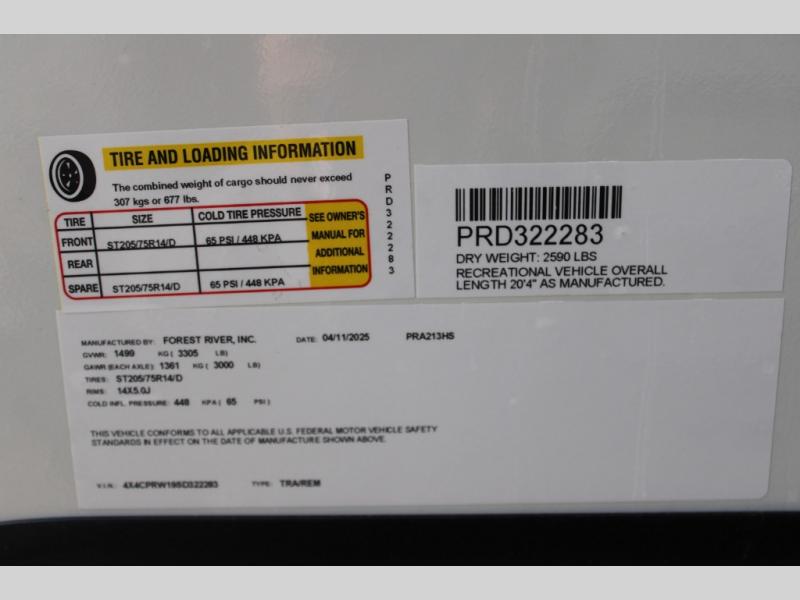 TIRE AND LOADING INFORMATION
The combined weight of cargo should never exceed
307 kgs or 677 lbs.
TIRE SIZE COLD TIRE PRESSURE SEE OWNER'S
FRONT ST205/75R14/D 65 PSI / 448 KPA MANUAL FOR
REAR ADDITIONAL
SPARE ST205/75R14/D 65 PSI / 448 KPA INFORMATION
PRD322283
PRD322283
DRY WEIGHT: 2590 LBS
RECREATIONAL VEHICLE OVERALL
LENGTH 20'4" AS MANUFACTURED.
MANUFACTURED BY: FOREST RIVER, INC. DATE: 04/11/2025 PRA213HS
GVWR: 1499 KG ( 3305 LB)
GAWR (EACH AXLE): 1361 KG ( 3000 LB)
TIRES: ST205/75R14/D
RIMS: 14X5.0J
COLD INFL. PRESSURE: 448 KPA ( 65 PSI )
THIS VEHICLE CONFORMS TO ALL APPLICABLE U.S. FEDERAL MOTOR VEHICLE SAFETY
STANDARDS IN EFFECT ON THE DATE OF MANUFACTURE SHOWN ABOVE.
V.I.N.: 4X4CPRW19SD322283 TYPE: TRA/REM